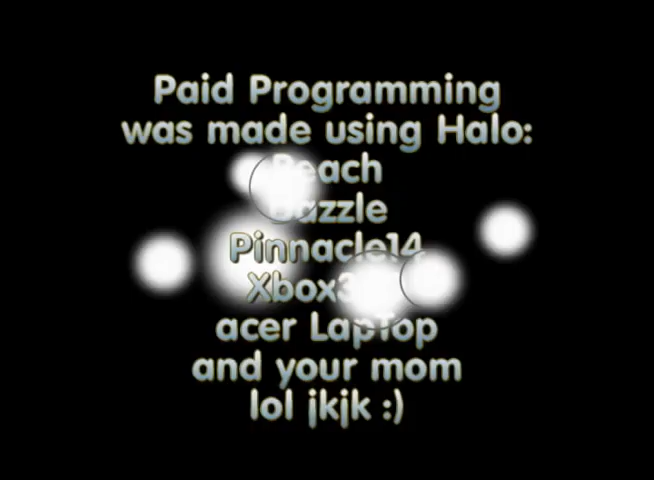 Paid Programming
was made using Halo:
Reach
Dazzle
Pinnacle14
acer LapTop
and your mom
lol jkjk :)